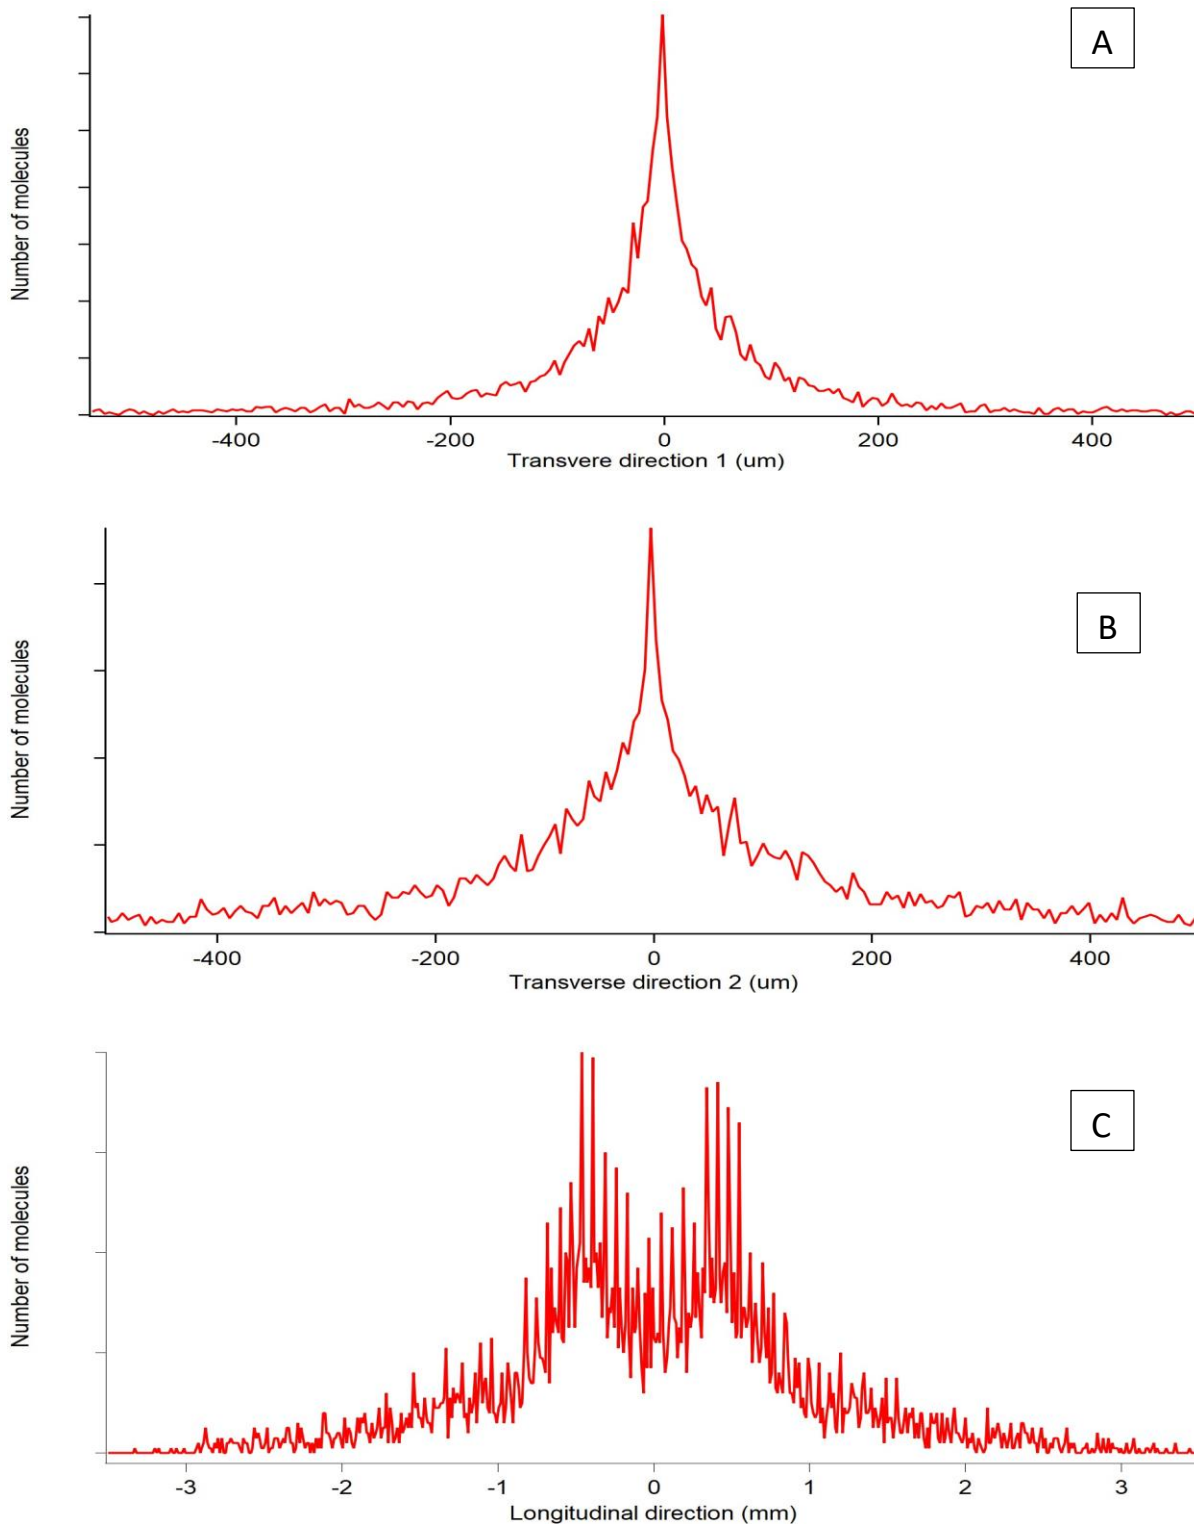 A
Number of molecules
-400 -200 0 200 400
Transvere direction 1 (um)
B
Number of molecules
-400 -200 0 200 400
Transverse direction 2 (um)
C
Number of molecules
-3 -2 -1 0 1 2 3
Longitudinal direction (mm)